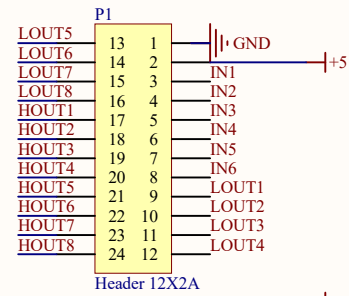 P1
LOUT5 13 1 GND
LOUT6 14 2 +5
LOUT7 15 3 IN1
LOUT8 16 4 IN2
HOUT1 17 5 IN3
HOUT2 18 6 IN4
HOUT3 19 7 IN5
HOUT4 20 8 IN6
HOUT5 21 9 LOUT1
HOUT6 22 10 LOUT2
HOUT7 23 11 LOUT3
HOUT8 24 12 LOUT4
Header 12X2A